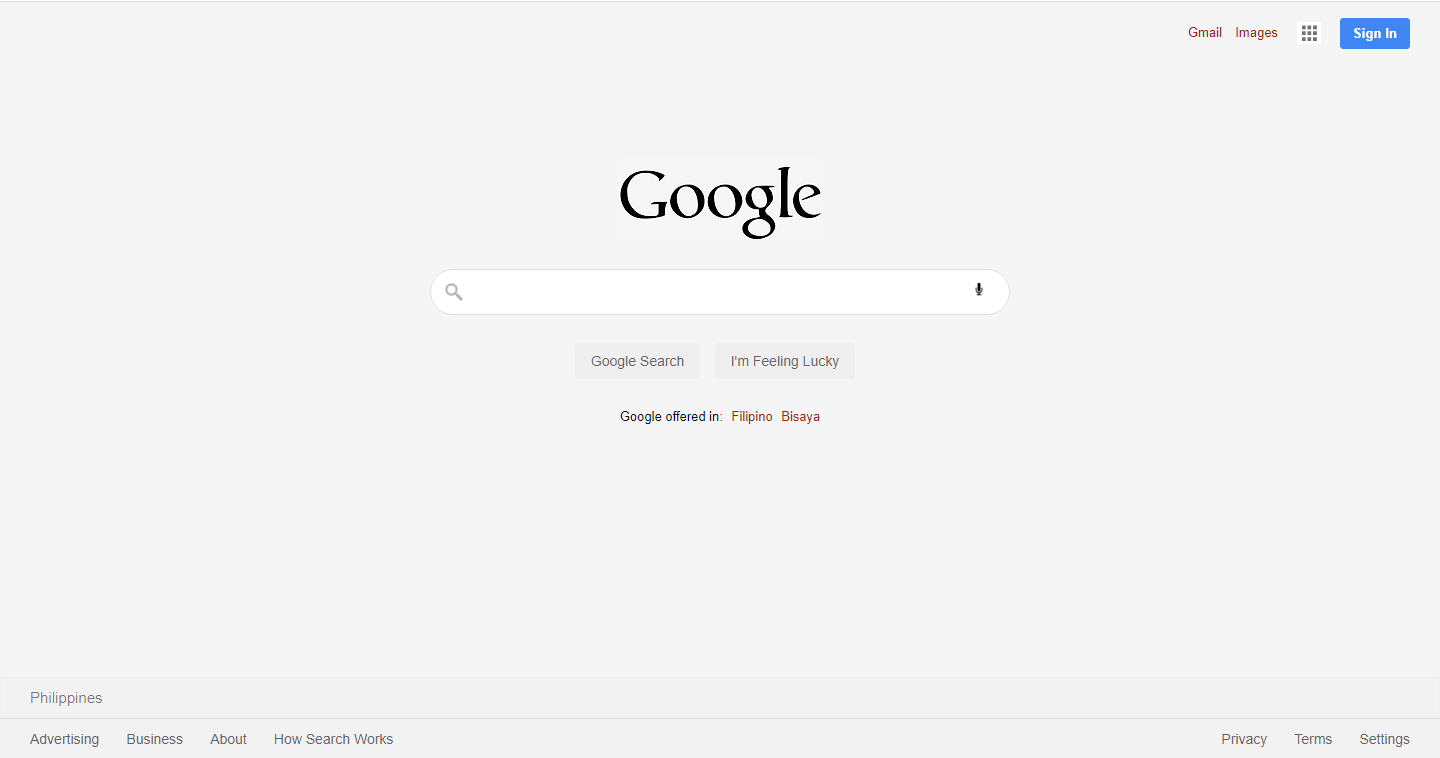 Gmail Images Sign In
Google
Google Search I'm Feeling Lucky
Google offered in: Filipino Bisaya
Philippines
Advertising Business About How Search Works Privacy Terms Settings